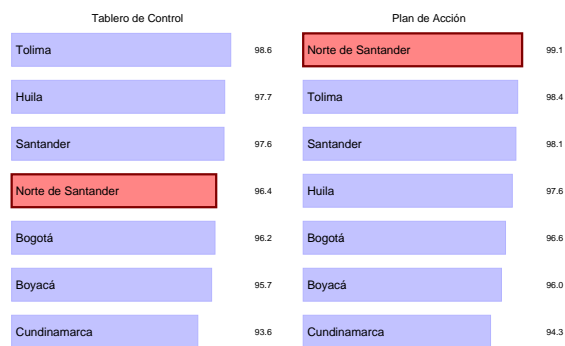 Tablero de Control
Tolima 98.6
Huila 97.7
Santander 97.6
Norte de Santander 96.4
Bogotá 96.2
Boyacá 95.7
Cundinamarca 93.6
Plan de Acción
Norte de Santander 99.1
Tolima 98.4
Santander 98.1
Huila 97.6
Bogotá 96.6
Boyacá 96.0
Cundinamarca 94.3